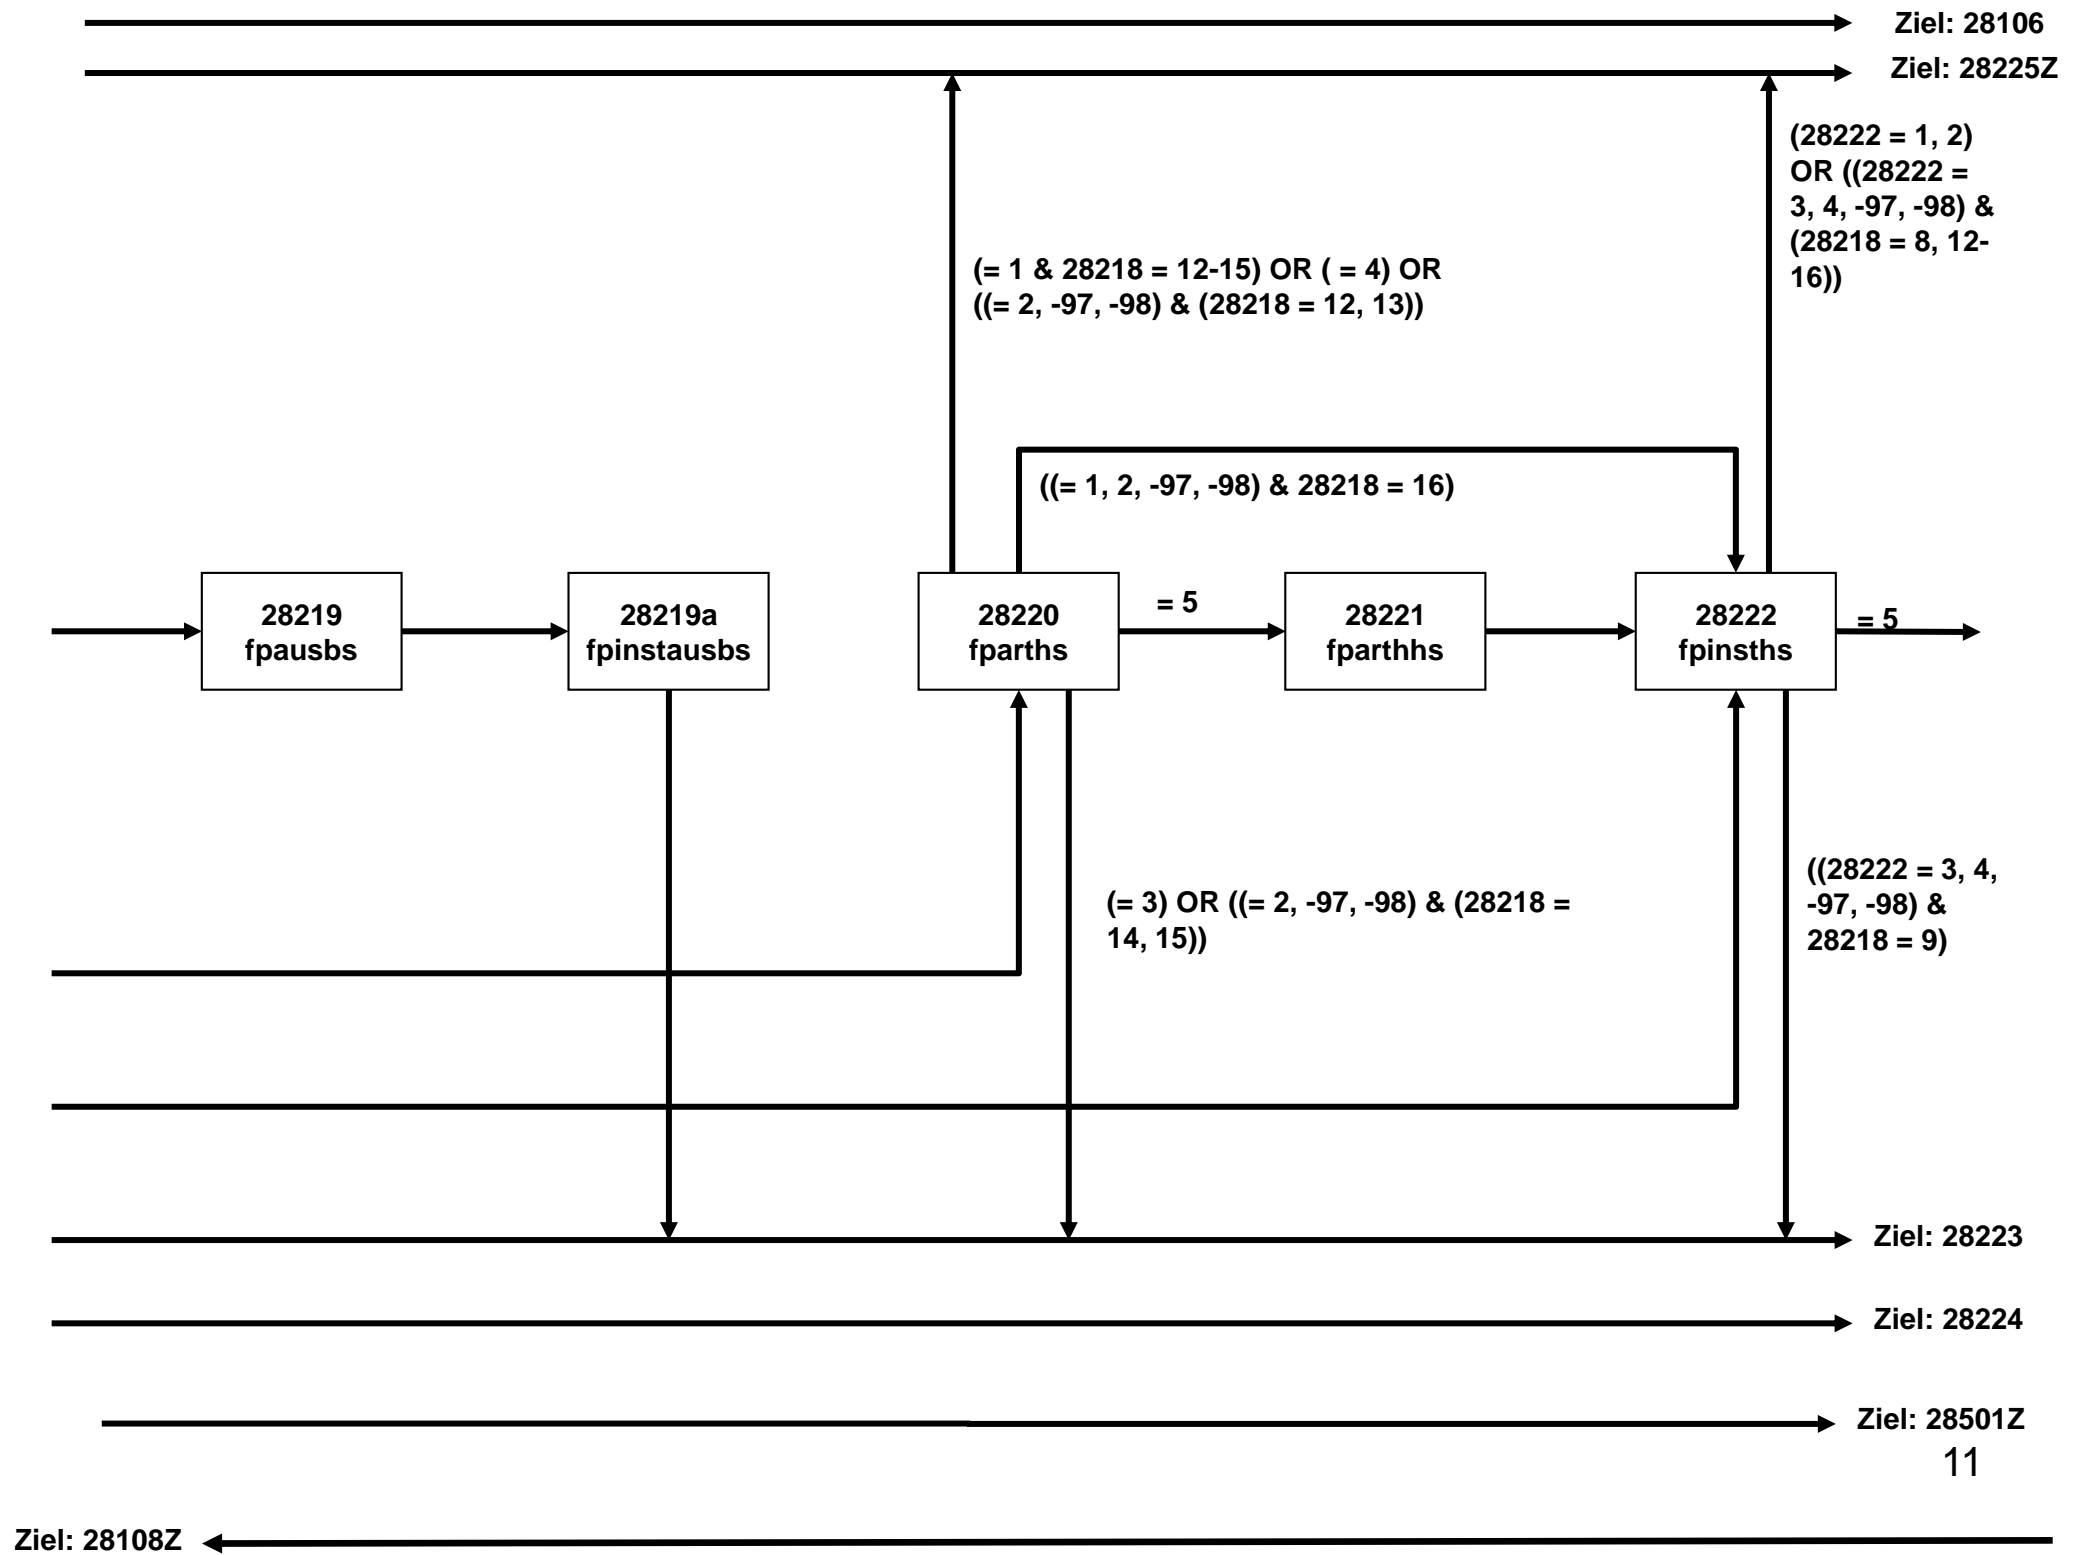 Ziel: 28106
Ziel: 28225Z
(28222 = 1, 2)
OR ((28222 =
3, 4, -97, -98) &
(28218 = 8, 12-
16))
(= 1 & 28218 = 12-15) OR ( = 4) OR
((= 2, -97, -98) & (28218 = 12, 13))
((= 1, 2, -97, -98) & 28218 = 16)
28219
fpausbs
28219a
fpinstausbs
28220
fparths
= 5
28221
fparthhs
28222
fpinsths
= 5
(= 3) OR ((= 2, -97, -98) & (28218 =
14, 15))
((28222 = 3, 4,
-97, -98) &
28218 = 9)
Ziel: 28223
Ziel: 28224
Ziel: 28501Z
11
Ziel: 28108Z